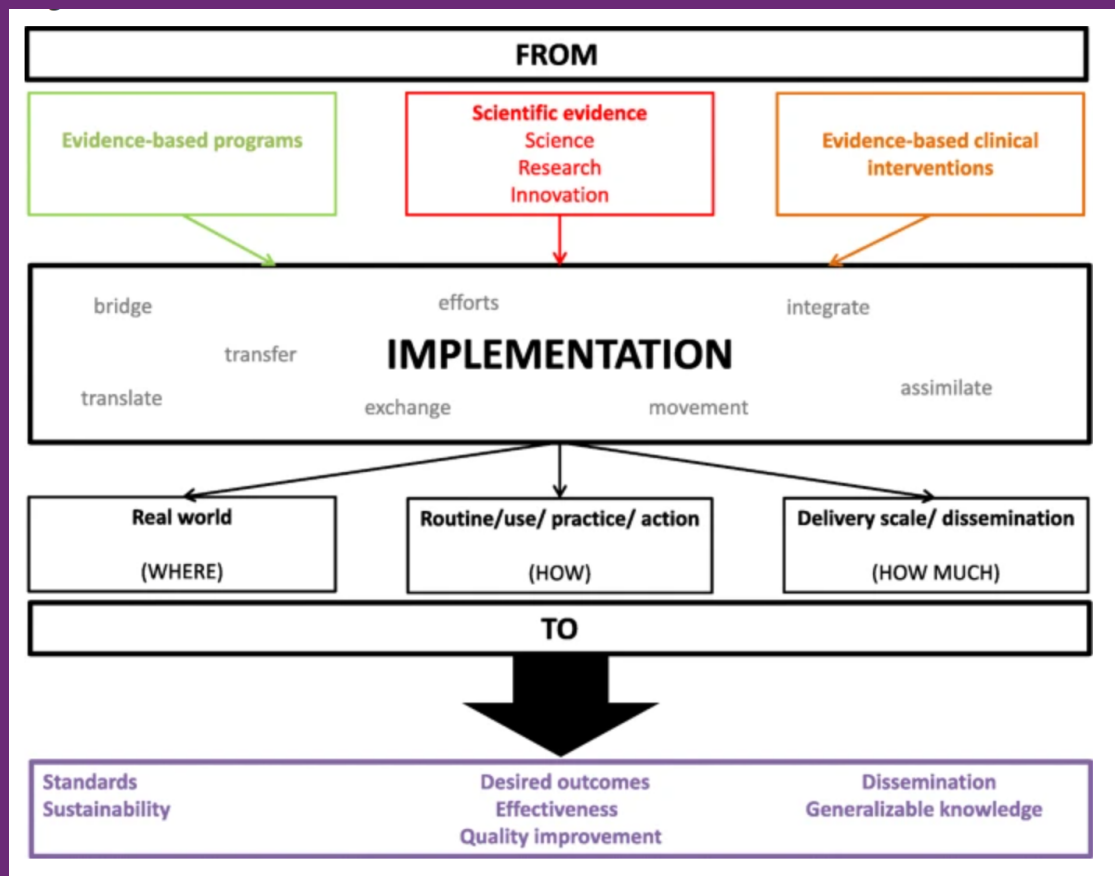 FROM
Evidence-based programs
Scientific evidence
Science
Research
Innovation
Evidence-based clinical
interventions
bridge
efforts
integrate
transfer
IMPLEMENTATION
translate
exchange
movement
assimilate
Real world
(WHERE)
Routine/use/ practice/ action
(HOW)
Delivery scale/ dissemination
(HOW MUCH)
TO
Standards
Sustainability
Desired outcomes
Effectiveness
Quality improvement
Dissemination
Generalizable knowledge